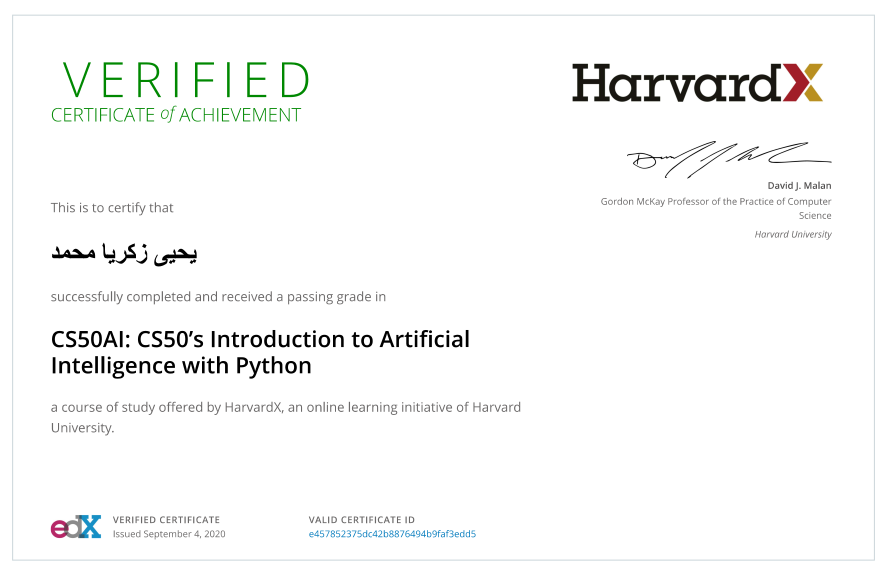 VERIFIED
CERTIFICATE of ACHIEVEMENT
HarvardX
David J. Malan
Gordon McKay Professor of the Practice of Computer
Science
Harvard University
This is to certify that
يحيى زكريا محمد
successfully completed and received a passing grade in
CS50AI: CS50’s Introduction to Artificial
Intelligence with Python
a course of study offered by HarvardX, an online learning initiative of Harvard
University.
edX
VERIFIED CERTIFICATE
Issued September 4, 2020
VALID CERTIFICATE ID
e457852375dc42b8876494b9faf3edd5